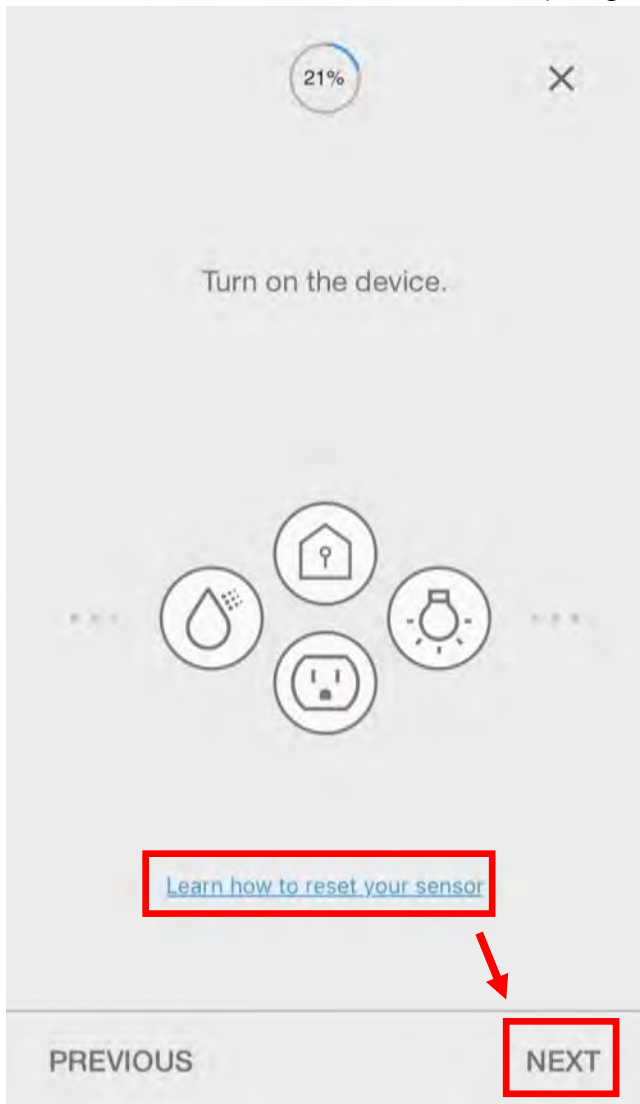 21%
Turn on the device.
Learn how to reset your sensor
PREVIOUS
NEXT